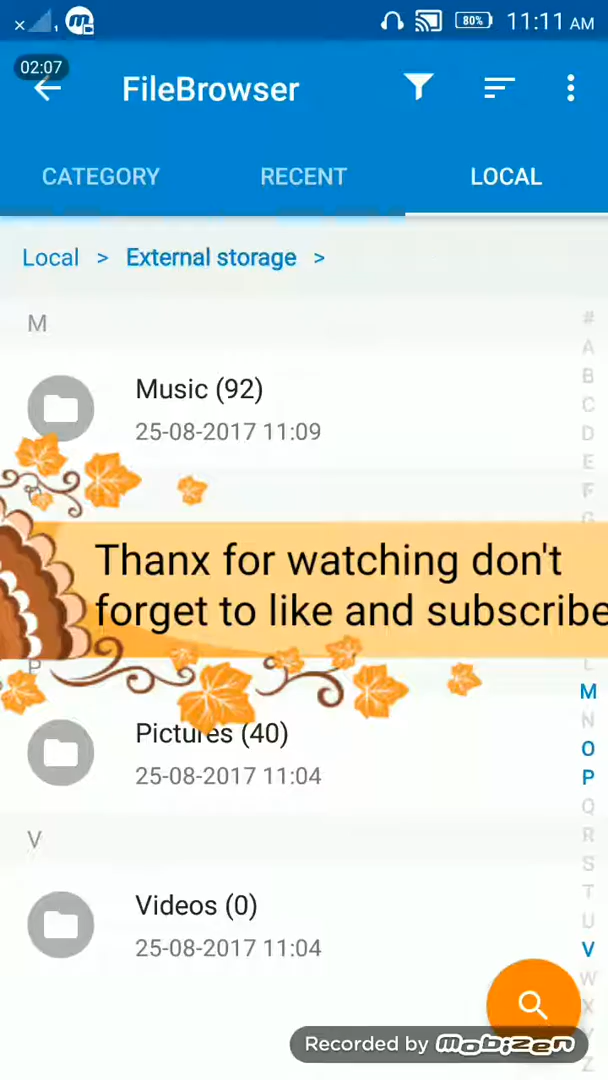 80% 11:11 AM
02:07
FileBrowser
CATEGORY RECENT LOCAL
Local > External storage >
M
Music (92)
25-08-2017 11:09
Thanx for watching don't
forget to like and subscribe
P
Pictures (40)
25-08-2017 11:04
V
Videos (0)
25-08-2017 11:04
#
A
B
C
D
E
F
G
L
M
N
O
P
Q
R
S
T
U
V
W
X
Y
Z
Recorded by mobizen